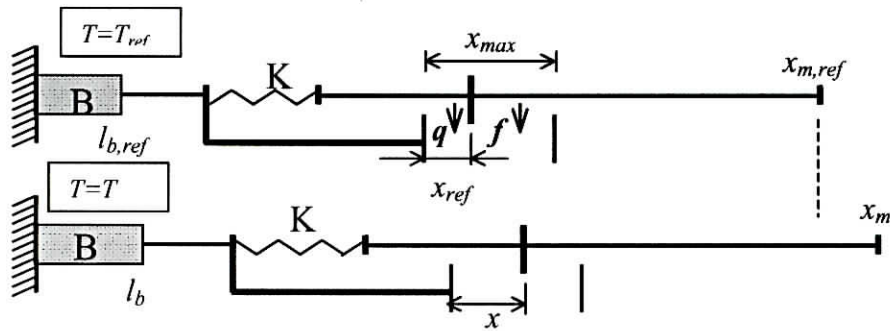 T=T_ref
x_max
K
x_m,ref
B
q f
l_b,ref
x_ref
T=T
K
x_m
B
l_b
x